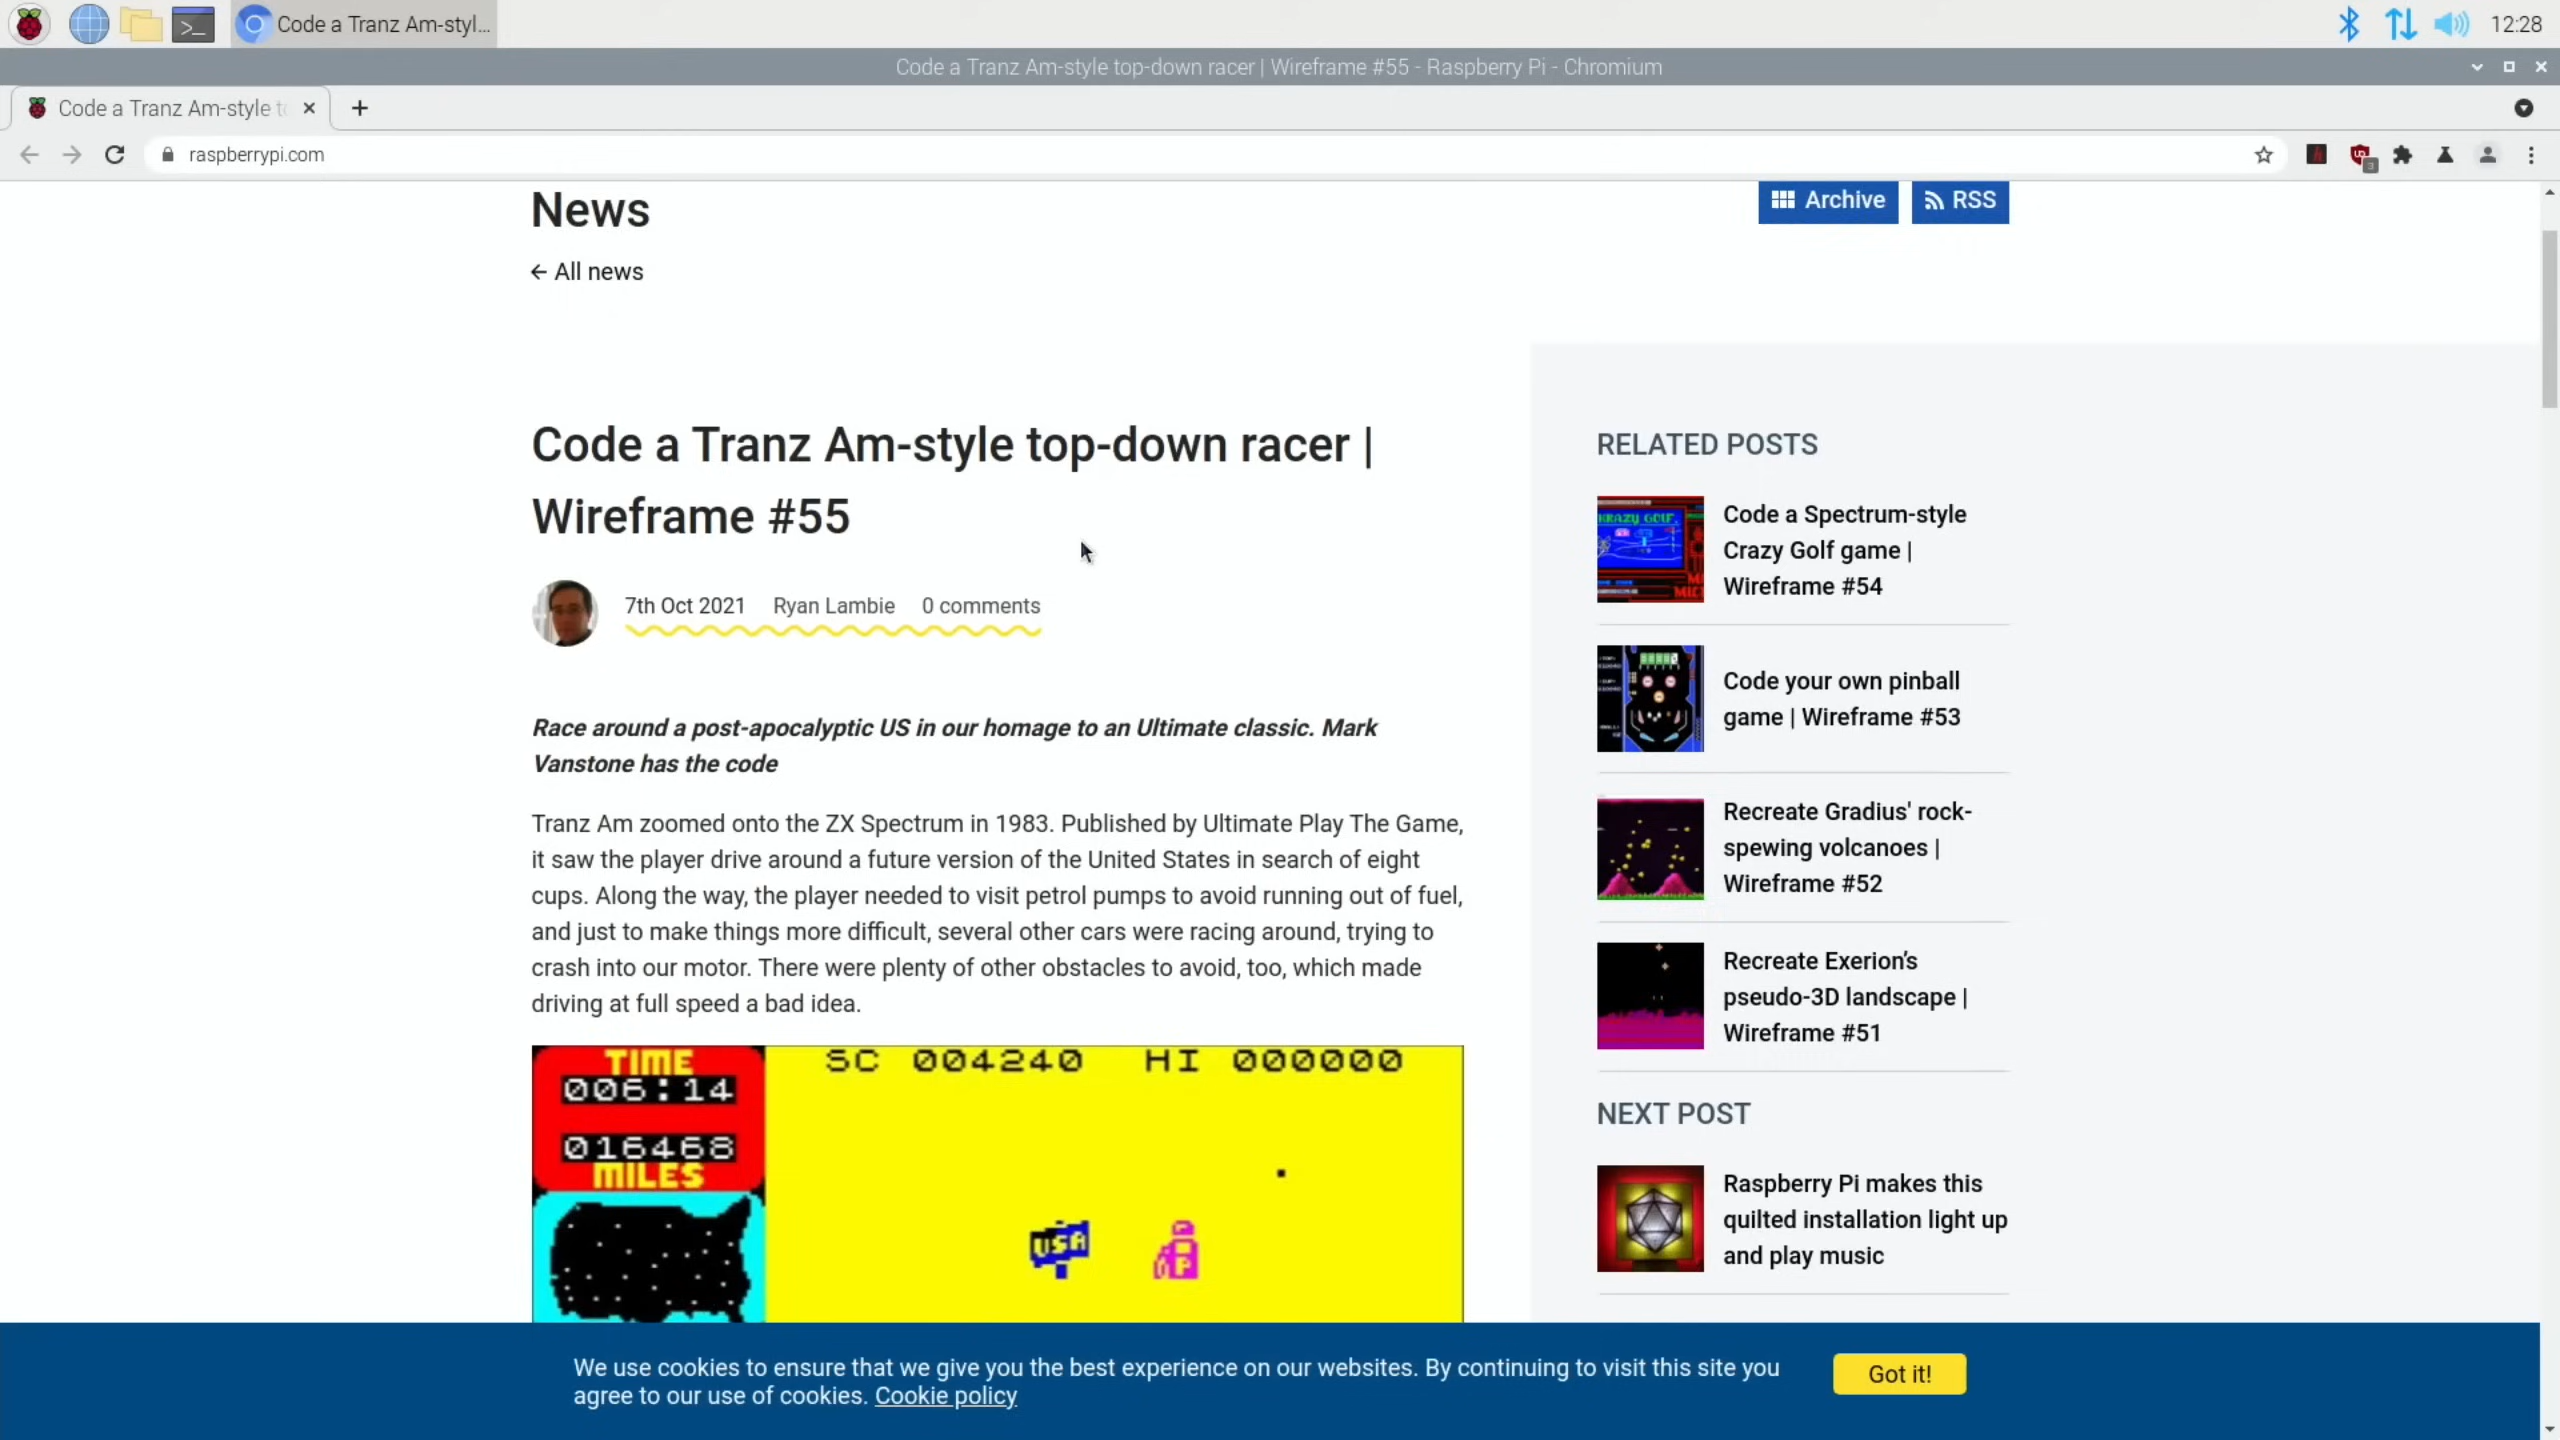 Code a Tranz Am-styl...
12:28
Code a Tranz Am-style top-down racer | Wireframe #55 - Raspberry Pi - Chromium
Code a Tranz Am-style to
raspberrypi.com
3
News
Archive
RSS
← All news
Code a Tranz Am-style top-down racer |
Wireframe #55
7th Oct 2021 Ryan Lambie 0 comments
Race around a post-apocalyptic US in our homage to an Ultimate classic. Mark
Vanstone has the code
Tranz Am zoomed onto the ZX Spectrum in 1983. Published by Ultimate Play The Game,
it saw the player drive around a future version of the United States in search of eight
cups. Along the way, the player needed to visit petrol pumps to avoid running out of fuel,
and just to make things more difficult, several other cars were racing around, trying to
crash into our motor. There were plenty of other obstacles to avoid, too, which made
driving at full speed a bad idea.
TIME
006:14
016468
MILES
SC 004240 HI 000000
USA
P
RELATED POSTS
KRAZY GOLF
Code a Spectrum-style
Crazy Golf game |
Wireframe #54
Code your own pinball
game | Wireframe #53
Recreate Gradius' rock-
spewing volcanoes |
Wireframe #52
Recreate Exerion's
pseudo-3D landscape |
Wireframe #51
NEXT POST
Raspberry Pi makes this
quilted installation light up
and play music
We use cookies to ensure that we give you the best experience on our websites. By continuing to visit this site you
agree to our use of cookies. Cookie policy
Got it!